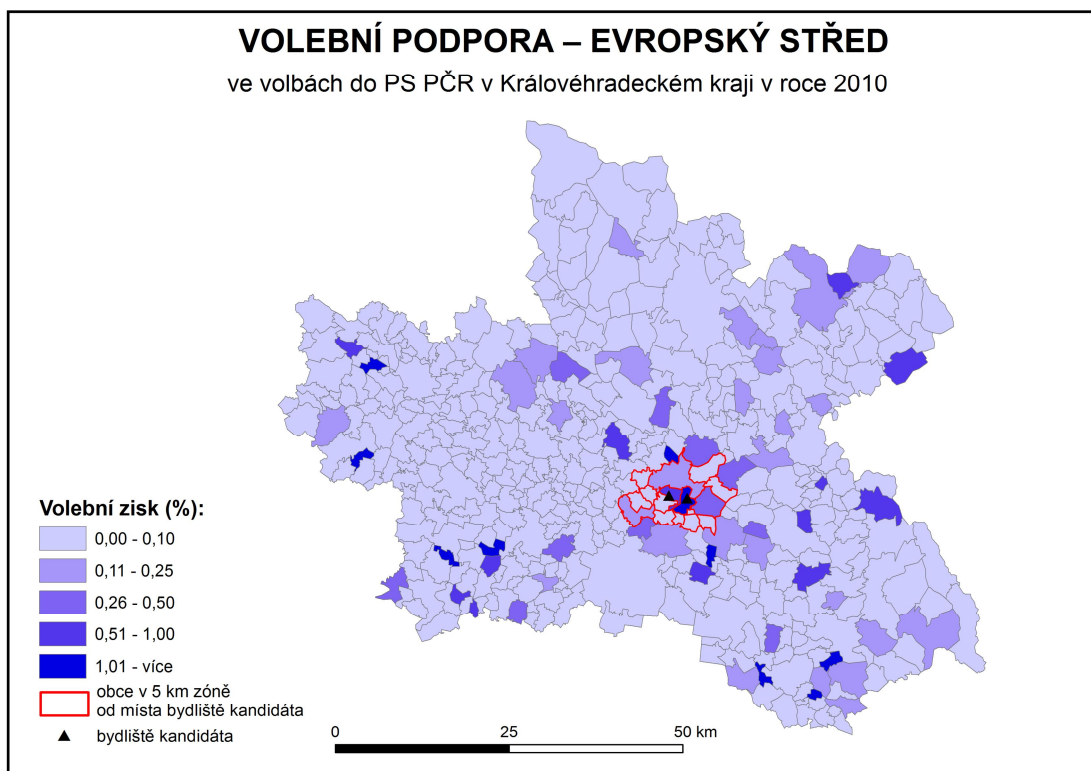 VOLEBNÍ PODPORA – EVROPSKÝ STŘED
ve volbách do PS PČR v Královéhradeckém kraji v roce 2010
Volební zisk (%):
0,00 - 0,10
0,11 - 0,25
0,26 - 0,50
0,51 - 1,00
1,01 - více
obce v 5 km zóně
od místa bydliště kandidáta
bydliště kandidáta
0 25 50 km